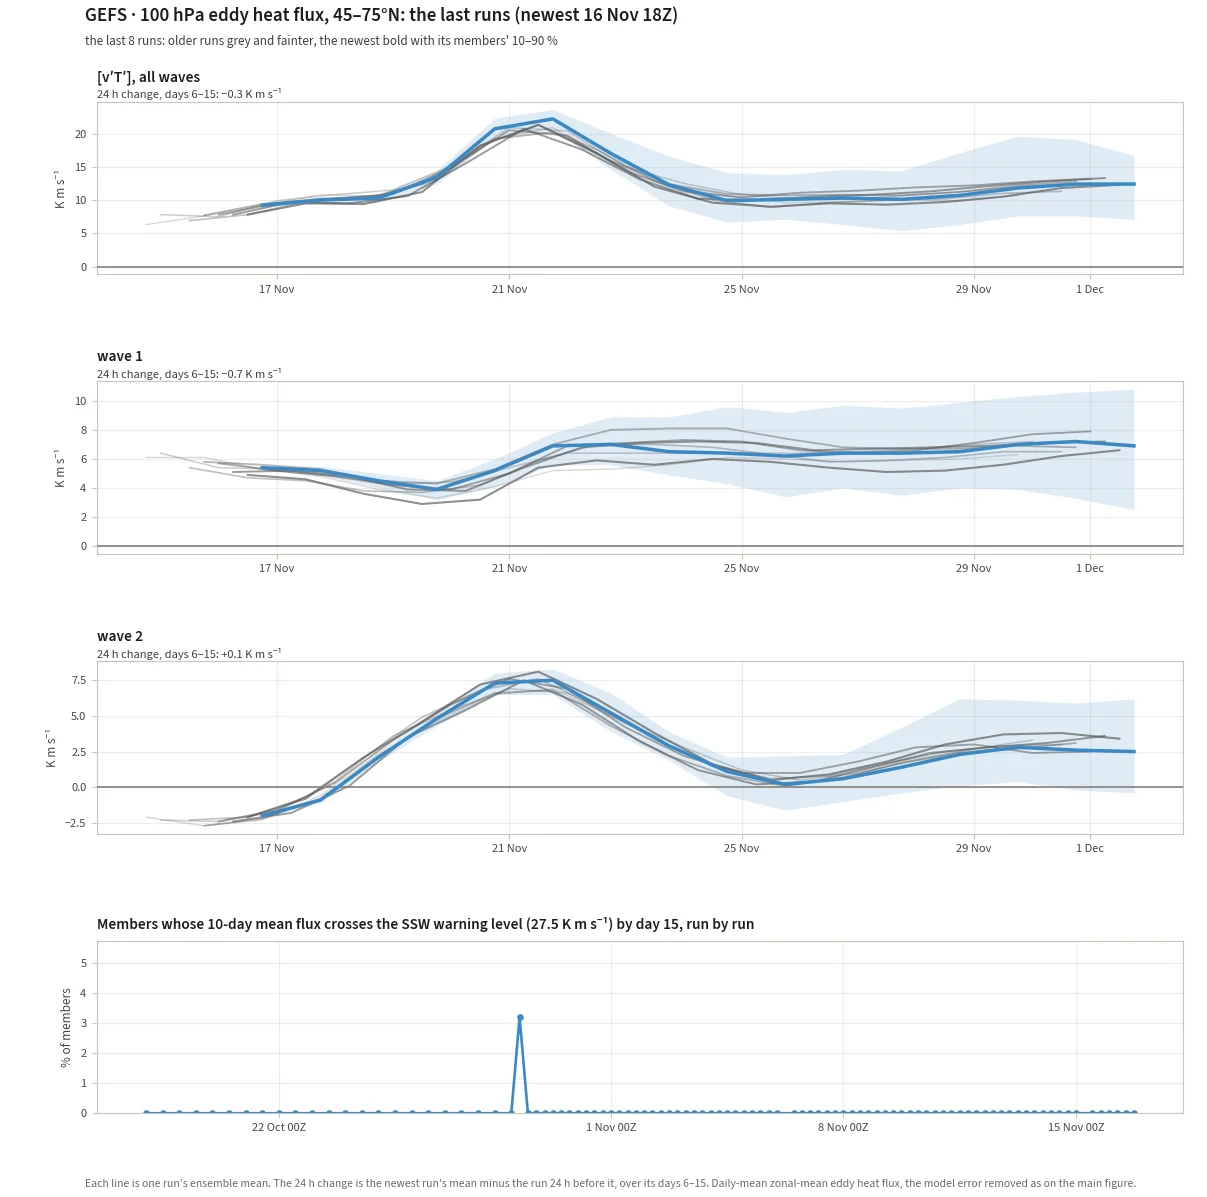 GEFS · 100 hPa eddy heat flux, 45–75°N: the last runs (newest 16 Nov 18Z)
the last 8 runs: older runs grey and fainter, the newest bold with its members' 10–90 %
[v′T′], all waves
24 h change, days 6–15: −0.3 K m s⁻¹
K m s⁻¹
20
15
10
5
0
17 Nov
21 Nov
25 Nov
29 Nov
1 Dec
wave 1
24 h change, days 6–15: −0.7 K m s⁻¹
K m s⁻¹
10
8
6
4
2
0
17 Nov
21 Nov
25 Nov
29 Nov
1 Dec
wave 2
24 h change, days 6–15: +0.1 K m s⁻¹
K m s⁻¹
7.5
5.0
2.5
0.0
−2.5
17 Nov
21 Nov
25 Nov
29 Nov
1 Dec
Members whose 10-day mean flux crosses the SSW warning level (27.5 K m s⁻¹) by day 15, run by run
% of members
5
4
3
2
1
0
22 Oct 00Z
1 Nov 00Z
8 Nov 00Z
15 Nov 00Z
Each line is one run's ensemble mean. The 24 h change is the newest run's mean minus the run 24 h before it, over its days 6–15. Daily-mean zonal-mean eddy heat flux, the model error removed as on the main figure.